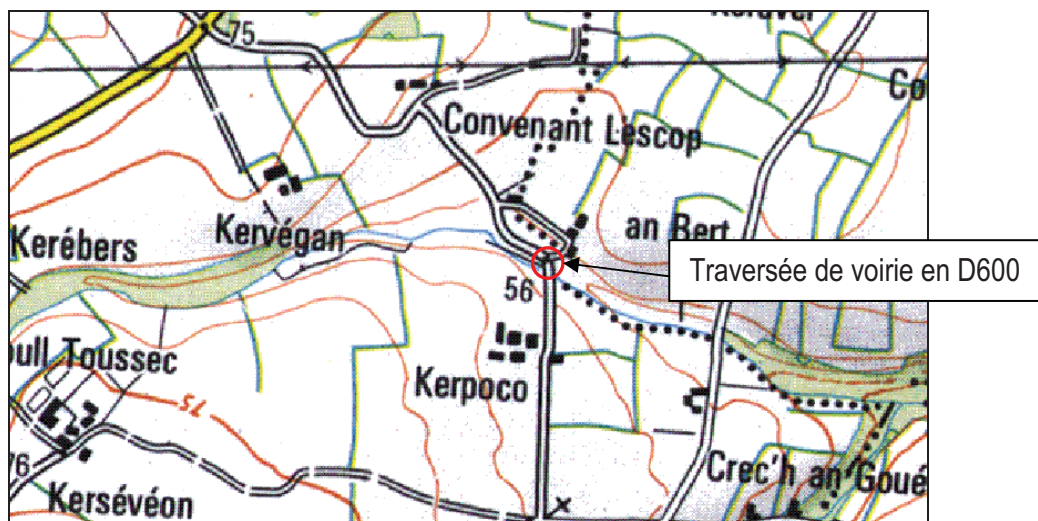 75
Co
Convenant Lescop
an Bert
Kerébers
Kervégan
Traversée de voirie en D600
56
oull Toussec
Kerpoco
75
76
Crec'h an Goué
Kersévéon